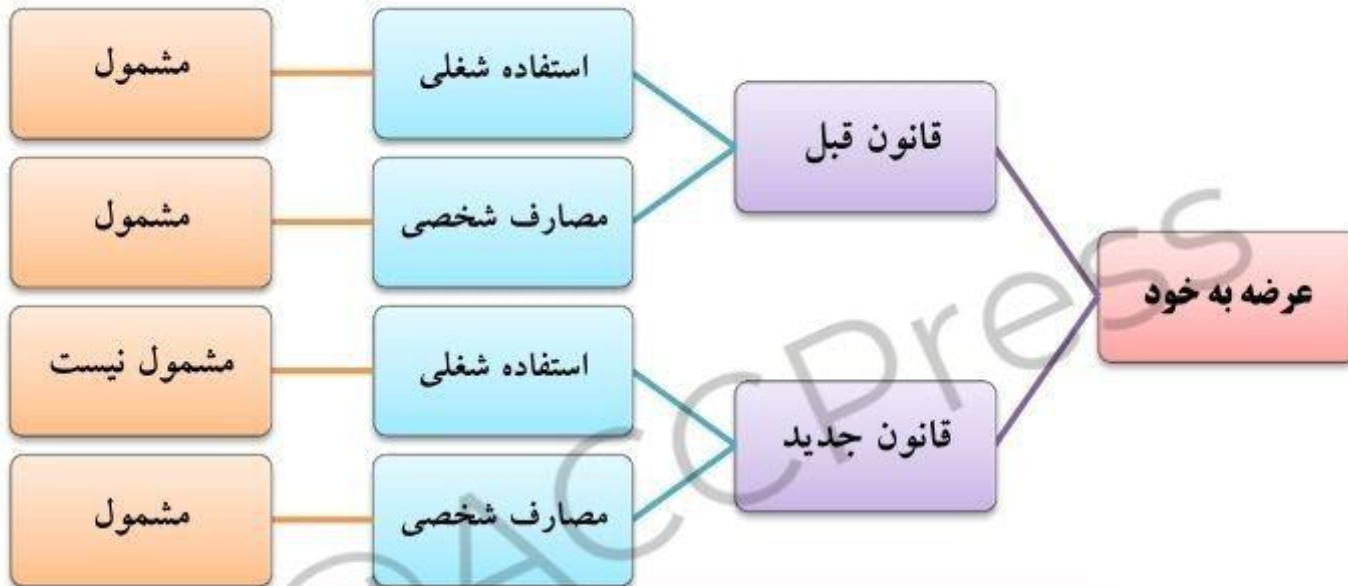 عرضه به خود
قانون قبل
استفاده شغلی
مشمول
مصارف شخصی
مشمول
قانون جدید
استفاده شغلی
مشمول نیست
مصارف شخصی
مشمول
ACCPress